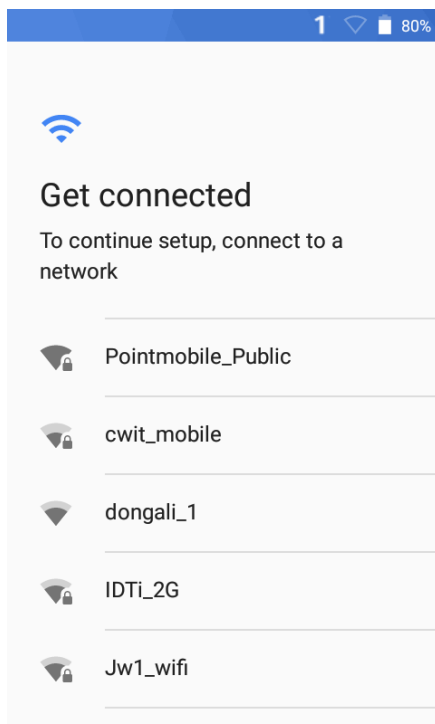 1 80%
Get connected
To continue setup, connect to a
network
Pointmobile_Public
cwit_mobile
dongali_1
IDTi_2G
Jw1_wifi